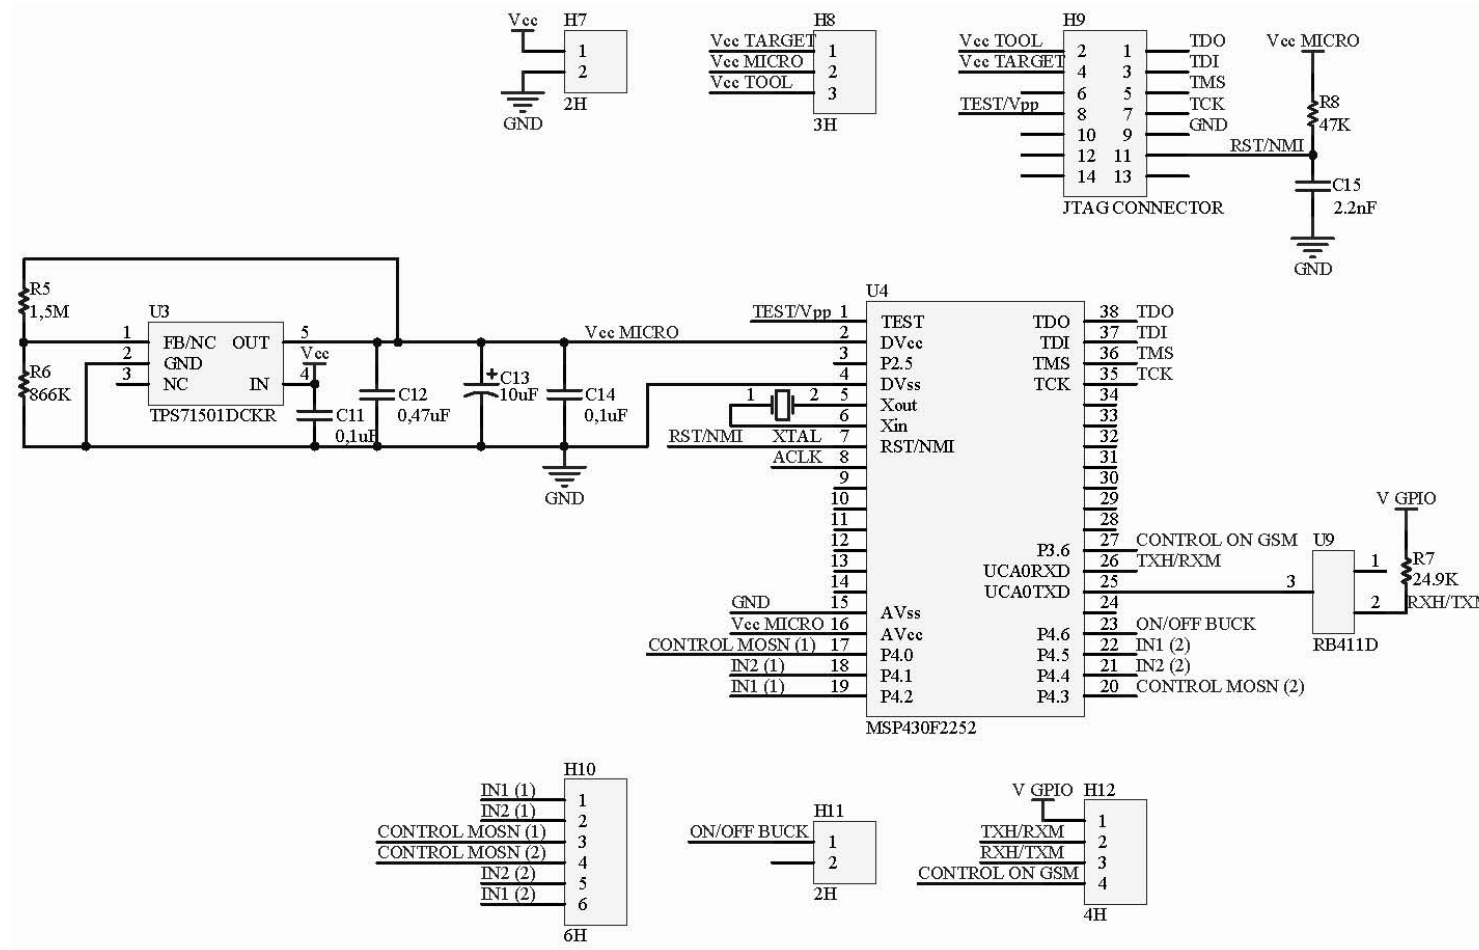 Vcc
H7
1
2
2H
GND
H8
Vcc TARGET 1
Vcc MICRO 2
Vcc TOOL 3
3H
H9
Vcc TOOL 2 1 TDO
Vcc TARGET 4 3 TDI
6 5 TMS
TEST/Vpp 8 7 TCK
10 9 GND
12 11 RST/NMI
14 13
JTAG CONNECTOR
Vcc MICRO
R8
47K
C15
2.2nF
GND
R5
1,5M
R6
866K
U3
1 FB/NC OUT 5
2 GND
3 NC IN 4
Vcc
TPS71501DCKR
C11
0,1uF
C12
0,47uF
+
C13
10uF
C14
0,1uF
Vcc MICRO
GND
U4
TEST/Vpp 1 TEST TDO 38 TDO
2 DVcc TDI 37 TDI
3 P2.5 TMS 36 TMS
4 DVss TCK 35 TCK
1 2 5 Xout 34
6 Xin 33
RST/NMI XTAL 7 RST/NMI 32
ACLK 8 31
9 30
10 29
11 28
12 P3.6 27 CONTROL ON GSM
13 UCA0RXD 26 TXH/RXM
14 UCA0TXD 25
GND 15 AVss 24
Vcc MICRO 16 AVcc P4.6 23 ON/OFF BUCK
CONTROL MOSN (1) 17 P4.0 P4.5 22 IN1 (2)
IN2 (1) 18 P4.1 P4.4 21 IN2 (2)
IN1 (1) 19 P4.2 P4.3 20 CONTROL MOSN (2)
MSP430F2252
V GPIO
U9
1
3
2
RB411D
R7
24.9K
RXH/TXM
H10
IN1 (1) 1
IN2 (1) 2
CONTROL MOSN (1) 3
CONTROL MOSN (2) 4
IN2 (2) 5
IN1 (2) 6
6H
H11
ON/OFF BUCK 1
2
2H
V GPIO
H12
1
TXH/RXM 2
RXH/TXM 3
CONTROL ON GSM 4
4H